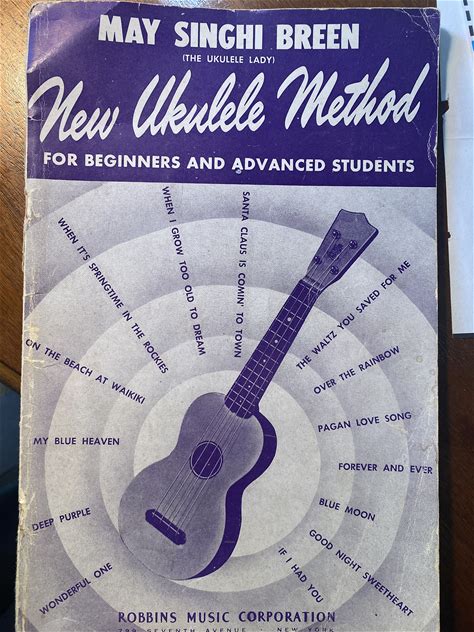 MAY SINGHI BREEN
(THE UKULELE LADY)
New Ukulele Method
FOR BEGINNERS AND ADVANCED STUDENTS
WONDERFUL ONE
DEEP PURPLE
MY BLUE HEAVEN
ON THE BEACH AT WAIKIKI
WHEN IT'S SPRINGTIME IN THE ROCKIES
WHEN I GROW TOO OLD TO DREAM
SANTA CLAUS IS COMIN' TO TOWN
THE WALTZ YOU SAVED FOR ME
OVER THE RAINBOW
PAGAN LOVE SONG
FOREVER AND EVER
BLUE MOON
GOOD NIGHT SWEETHEART
IF I HAD YOU
ROBBINS MUSIC CORPORATION
799 SEVENTH AVENUE · NEW YORK